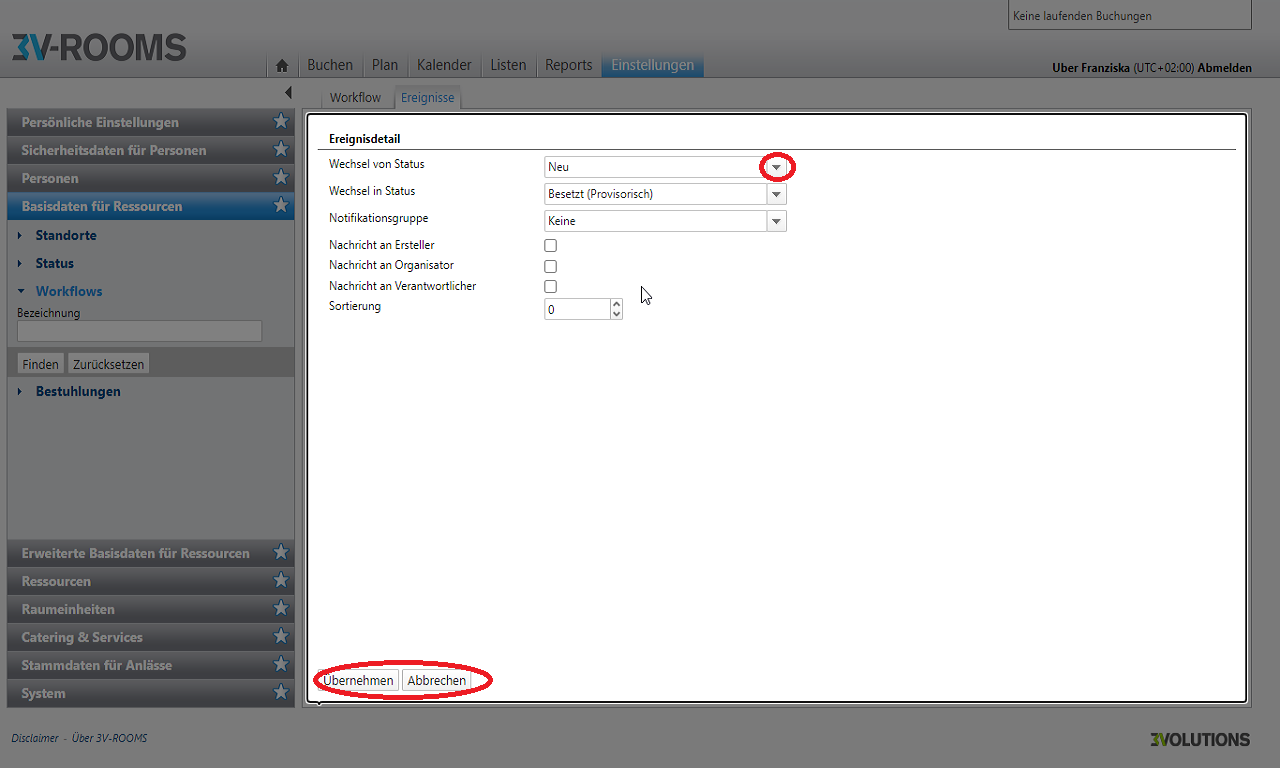 Keine laufenden Buchungen
3V-ROOMS
Buchen Plan Kalender Listen Reports Einstellungen
Uber Franziska (UTC+02:00) Abmelden
Workflow Ereignisse
Persönliche Einstellungen
Sicherheitsdaten für Personen
Personen
Basisdaten für Ressourcen
Standorte
Status
Workflows
Bezeichnung
Finden Zurücksetzen
Bestuhlungen
Erweiterte Basisdaten für Ressourcen
Ressourcen
Raumeinheiten
Catering & Services
Stammdaten für Anlässe
System
Ereignisdetail
Wechsel von Status Neu
Wechsel in Status Besetzt (Provisorisch)
Notifikationsgruppe Keine
Nachricht an Ersteller
Nachricht an Organisator
Nachricht an Verantwortlicher
Sortierung 0
Übernehmen Abbrechen
Disclaimer - Über 3V-ROOMS
3VOLUTIONS